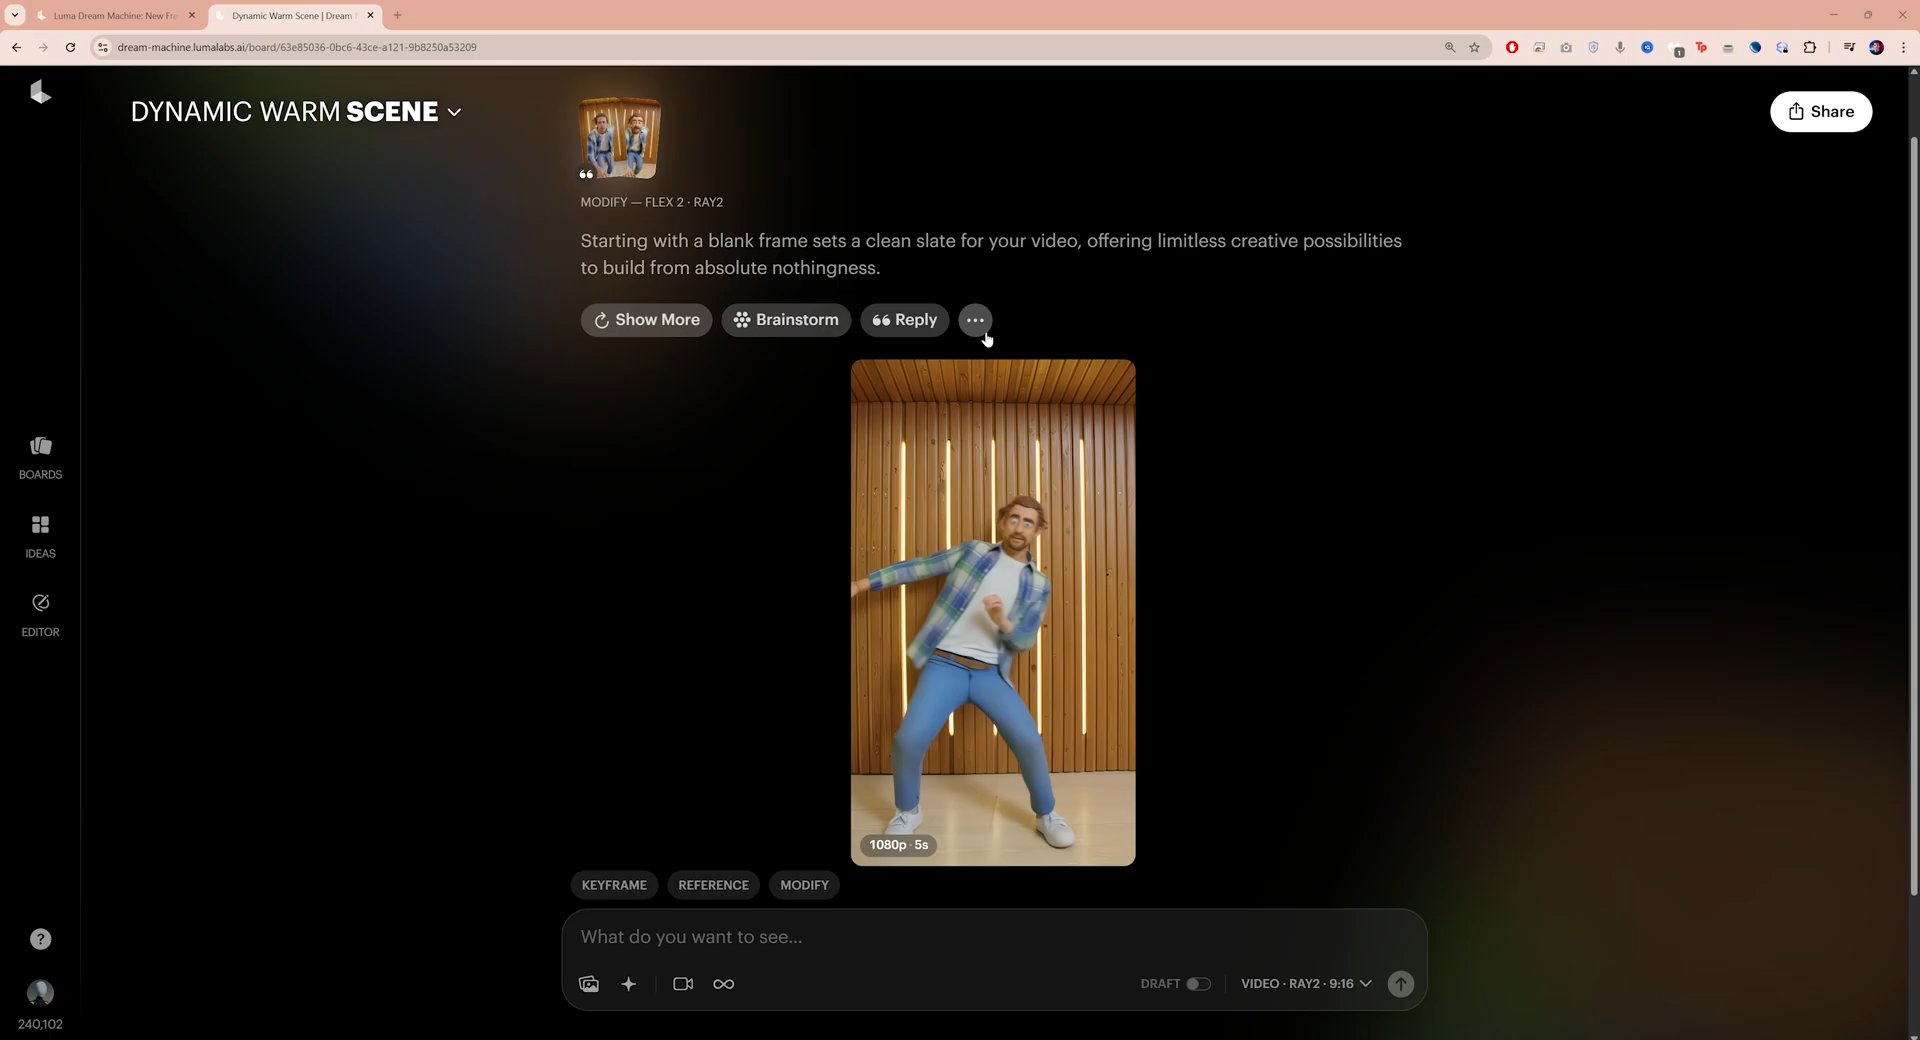 Luma Dream Machine: New Fr
Dynamic Warm Scene | Dream
dream-machine.lumalabs.ai/board/63e85036-0bc6-43ce-a121-9b8250a53209
1
Tp
DYNAMIC WARM SCENE
Share
MODIFY — FLEX 2 · RAY2
Starting with a blank frame sets a clean slate for your video, offering limitless creative possibilities
to build from absolute nothingness.
Show More
Brainstorm
Reply
BOARDS
IDEAS
EDITOR
1080p · 5s
KEYFRAME
REFERENCE
MODIFY
What do you want to see...
DRAFT
VIDEO · RAY2 · 9:16
?
240,102